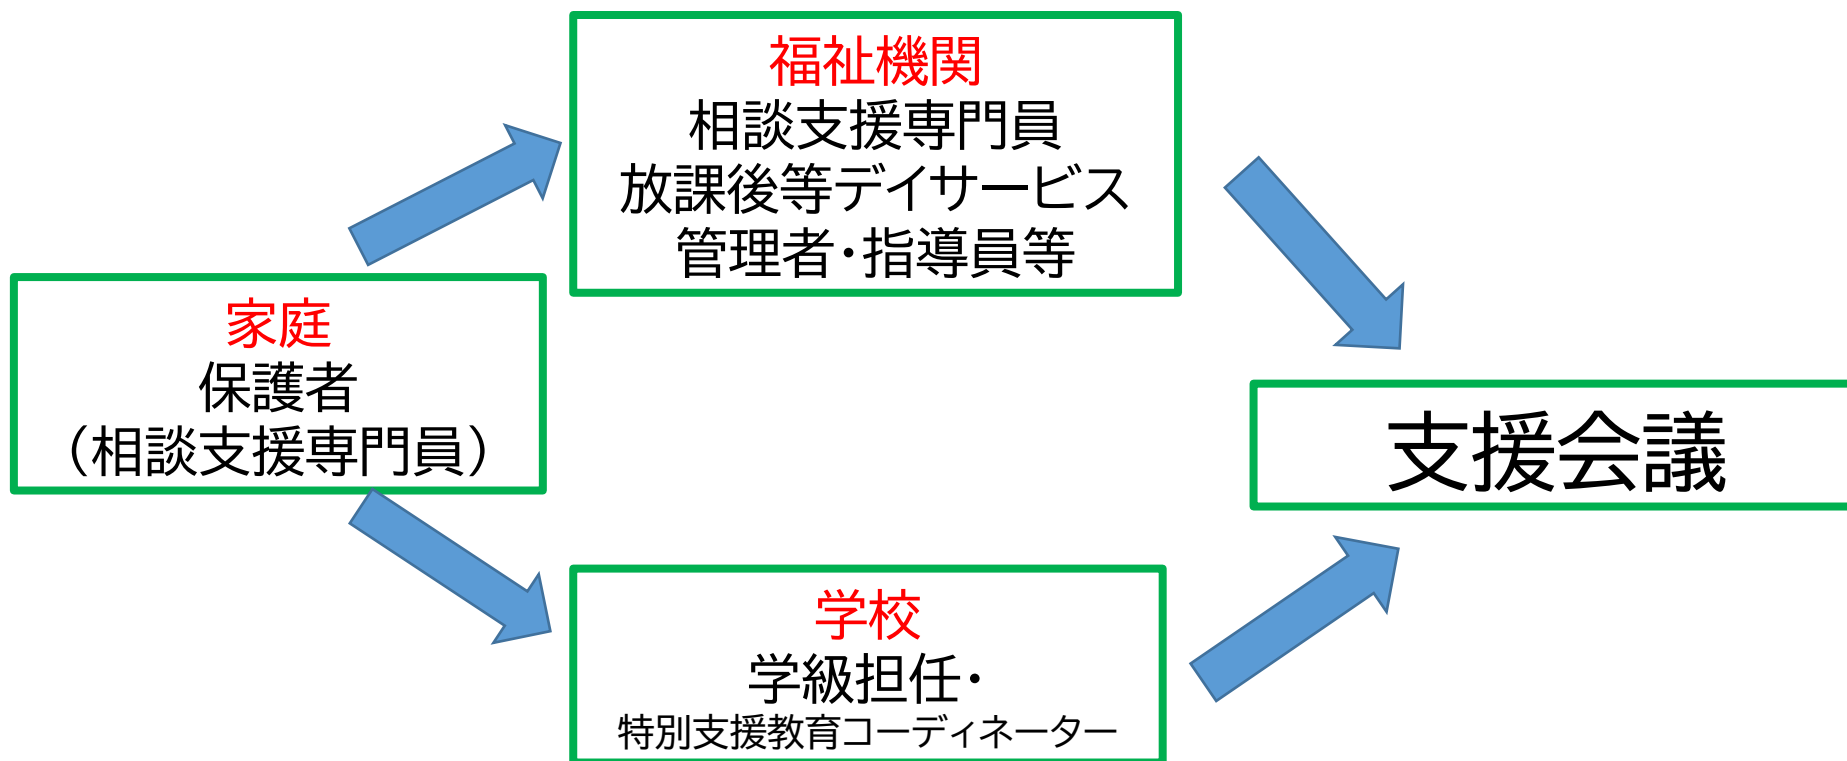 福祉機関
相談支援専門員
放課後等デイサービス
管理者・指導員等
家庭
保護者
（相談支援専門員）
支援会議
学校
学級担任・
特別支援教育コーディネーター